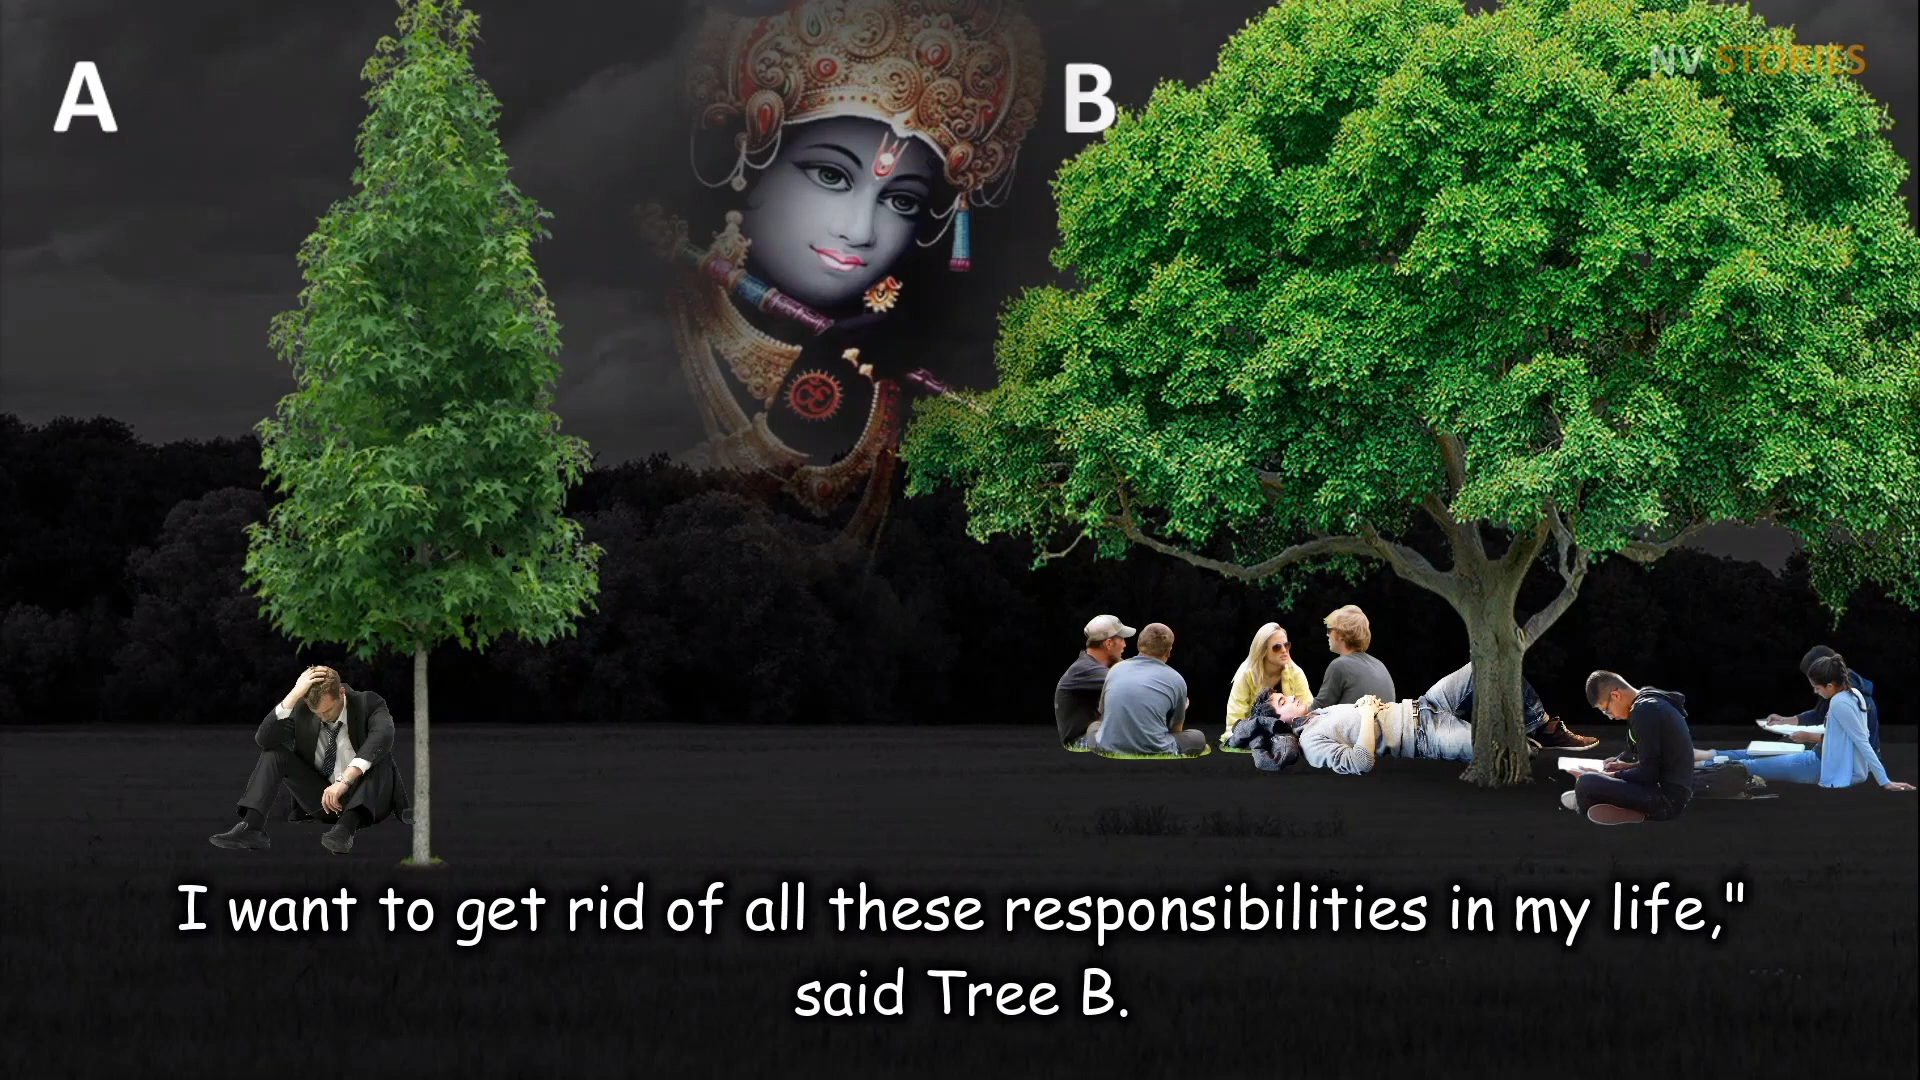 A
B
NV STORIES
I want to get rid of all these responsibilities in my life,"
said Tree B.